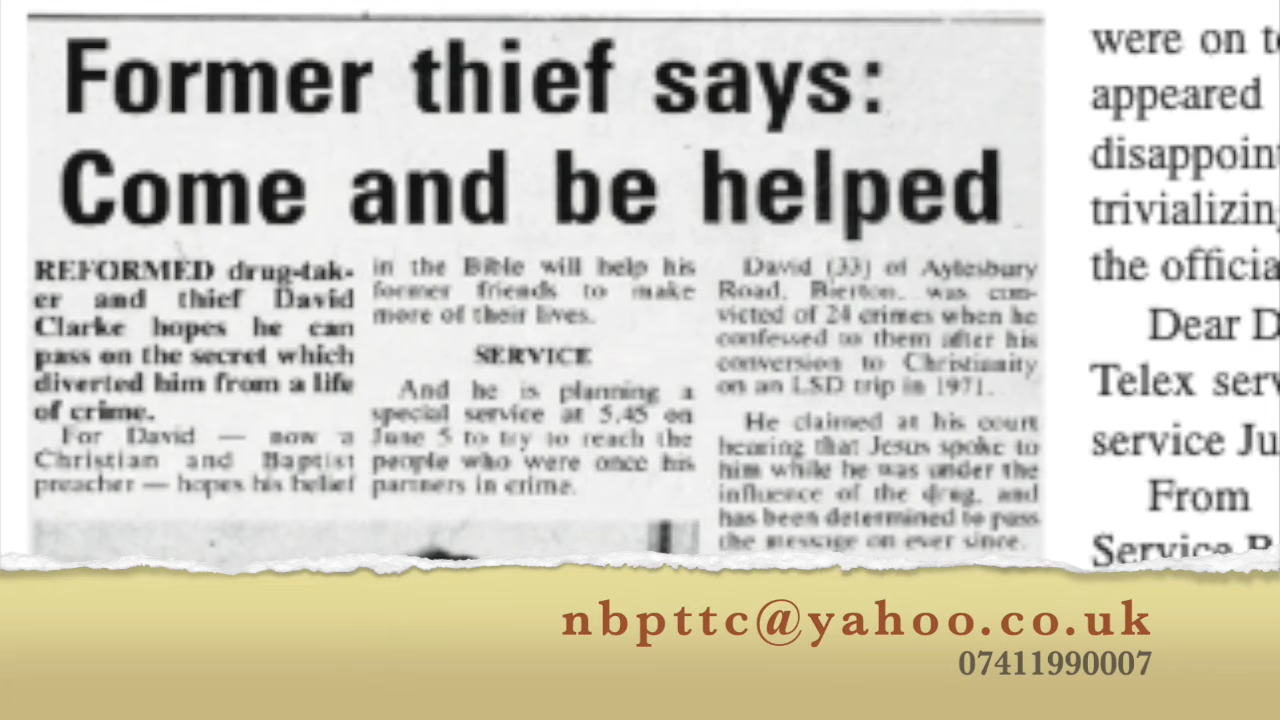 Former thief says:
Come and be helped
REFORMED drug-tak-
er and thief David
Clarke hopes he can
pass on the secret which
diverted him from a life
of crime.
For David — now a
Christian and Baptist
preacher — hopes his belief
in the Bible will help his
former friends to make
more of their lives.
SERVICE
And he is planning a
special service at 5.45 on
June 5 to try to reach the
people who were once his
partners in crime.
David (33) of Aylesbury
Road, Bierton, was con-
victed of 24 crimes when he
confessed to them after his
conversion to Christianity
on an LSD trip in 1971.
He claimed at his court
hearing that Jesus spoke to
him while he was under the
influence of the drug, and
has been determined to pass
the message on ever since.
were on
appeared
disappoin
trivializin
the officia
Dear D
Telex serv
service Ju
From
Service
nbpttc@yahoo.co.uk
07411990007